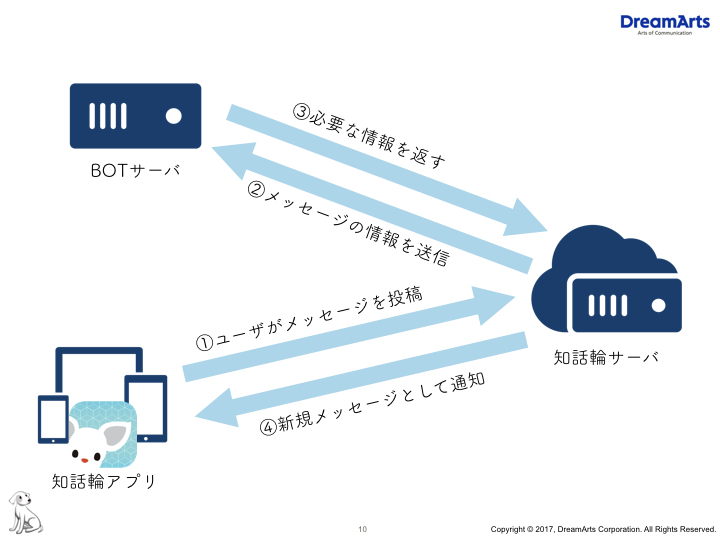 DreamArts
Arts of Communication
③必要な情報を返す
BOTサーバ
②メッセージの情報を送信
①ユーザがメッセージを投稿
知話輪サーバ
④新規メッセージとして通知
知話輪アプリ
10
Copyright © 2017, DreamArts Corporation. All Rights Reserved.